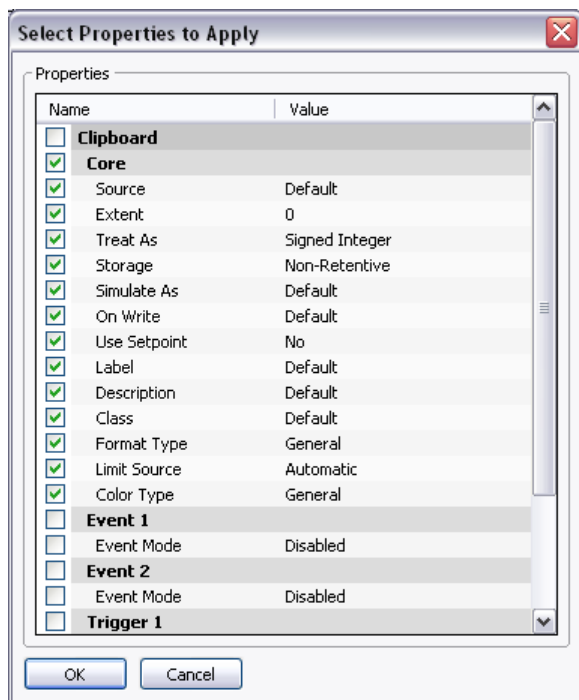 Select Properties to Apply
Properties
Name Value
Clipboard
Core
Source Default
Extent 0
Treat As Signed Integer
Storage Non-Retentive
Simulate As Default
On Write Default
Use Setpoint No
Label Default
Description Default
Class Default
Format Type General
Limit Source Automatic
Color Type General
Event 1
Event Mode Disabled
Event 2
Event Mode Disabled
Trigger 1
OK Cancel